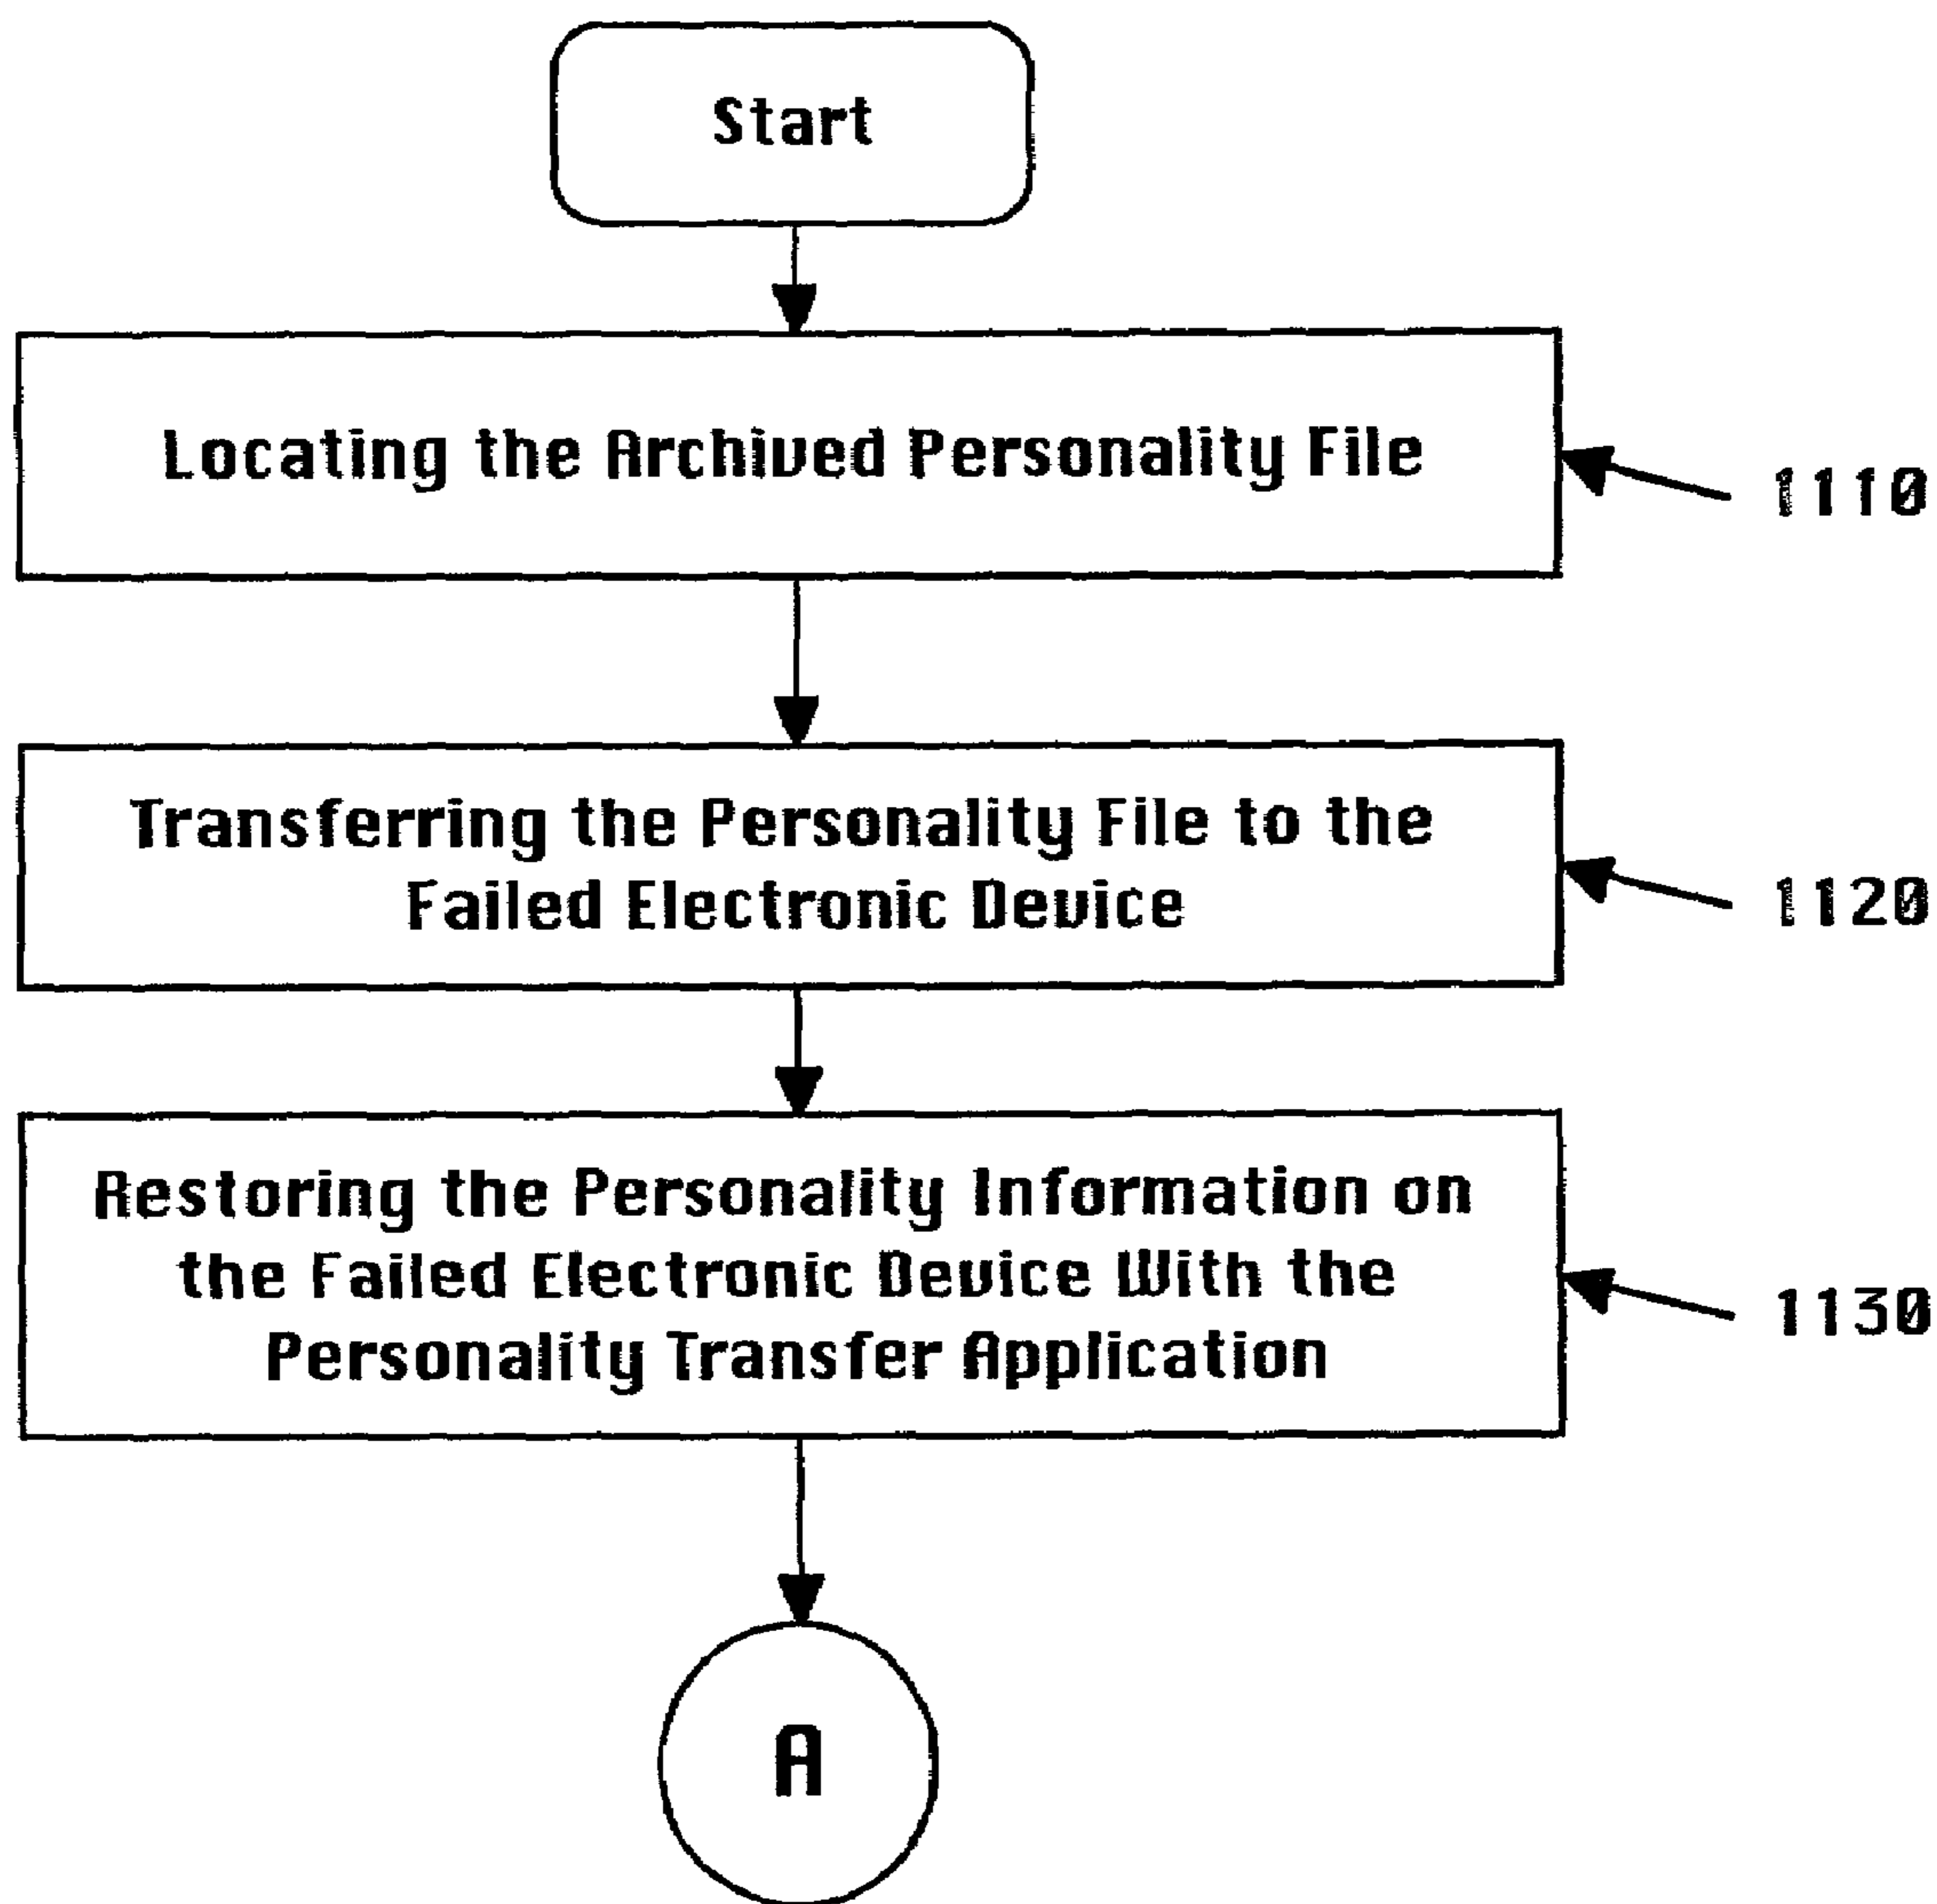 Start
Locating the Archived Personality File
1110
Transferring the Personality File to the
Failed Electronic Device
1120
Restoring the Personality Information on
the Failed Electronic Device With the
Personality Transfer Application
1130
A